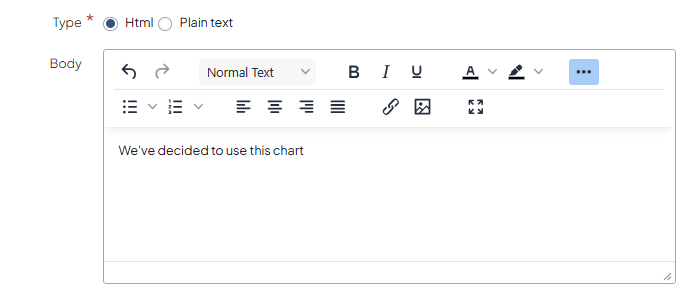 Type * Html Plain text
Body
Normal Text B I U A
We've decided to use this chart